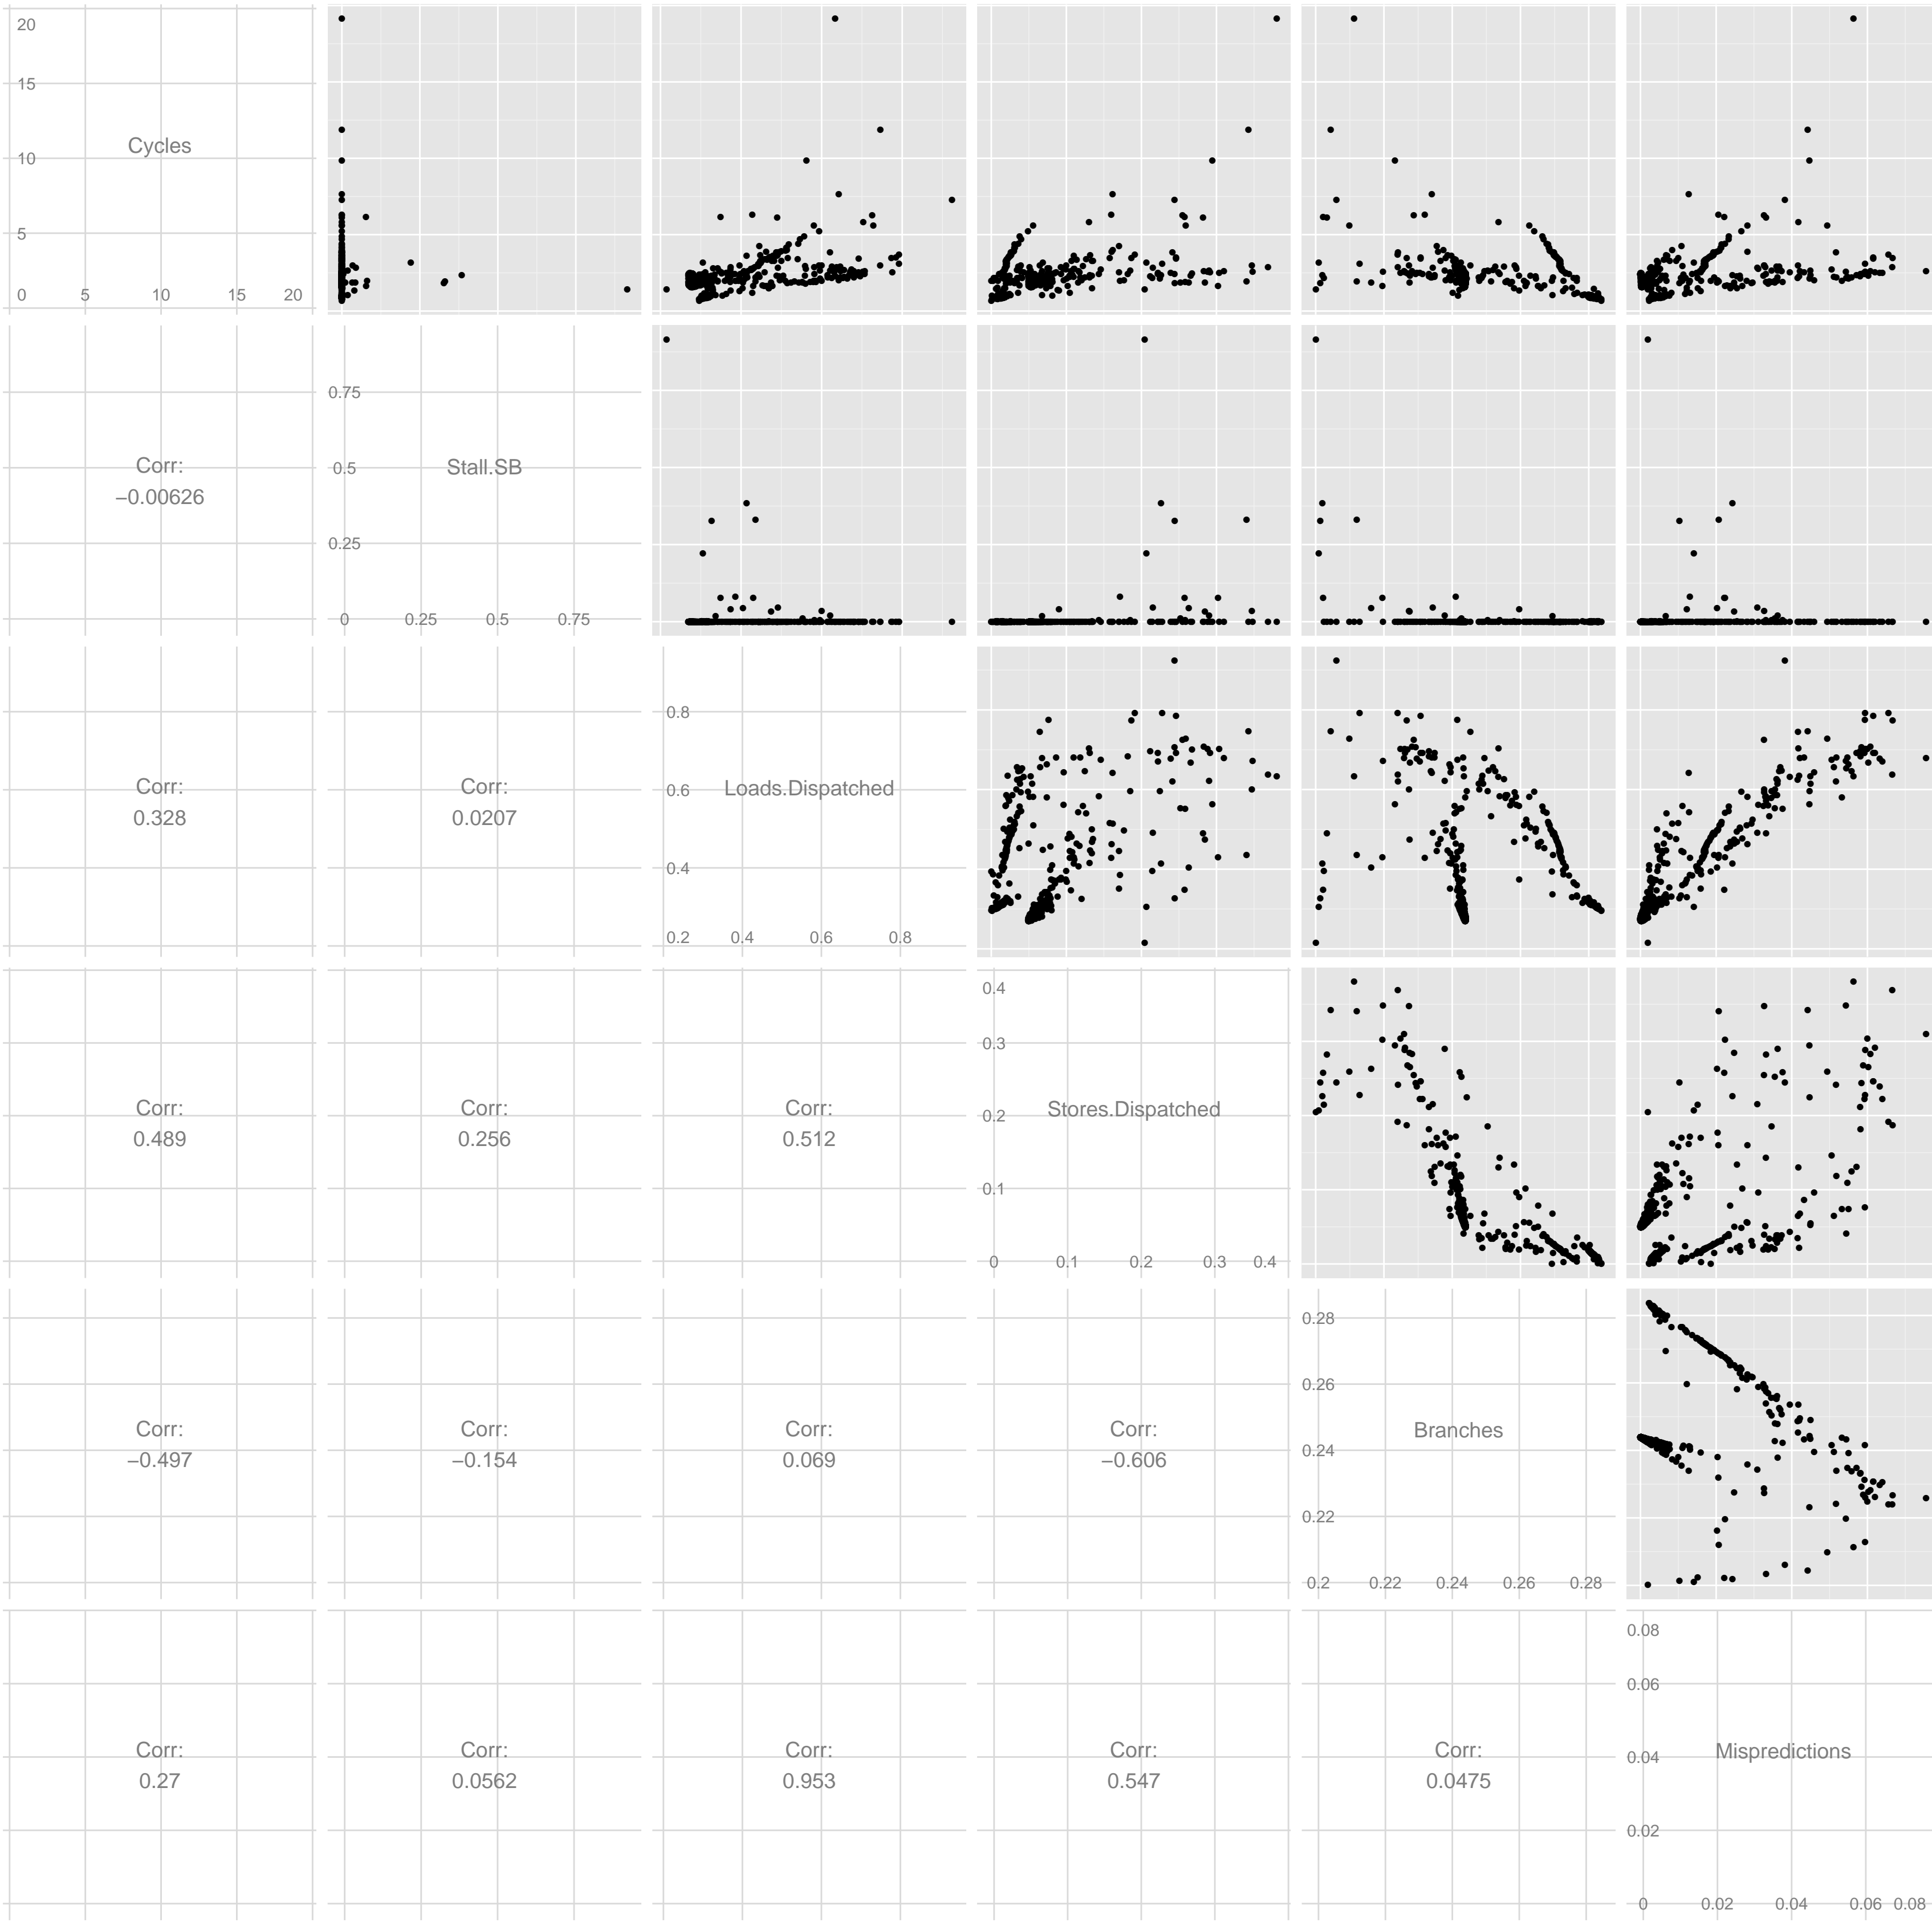 20
15
Cycles
10
5
0 5 10 15 20
0.75
Corr:
−0.00626
0.5
Stall.SB
0.25
0 0.25 0.5 0.75
Corr:
0.328
Corr:
0.0207
0.8
0.6
Loads.Dispatched
0.4
0.2 0.4 0.6 0.8
Corr:
0.489
Corr:
0.256
Corr:
0.512
0.4
0.3
0.2
Stores.Dispatched
0.1
0 0.1 0.2 0.3 0.4
Corr:
−0.497
Corr:
−0.154
Corr:
0.069
Corr:
−0.606
0.28
0.26
Branches
0.24
0.22
0.2 0.22 0.24 0.26 0.28
Corr:
0.27
Corr:
0.0562
Corr:
0.953
Corr:
0.547
Corr:
0.0475
0.08
0.06
Mispredictions
0.04
0.02
0 0.02 0.04 0.06 0.08